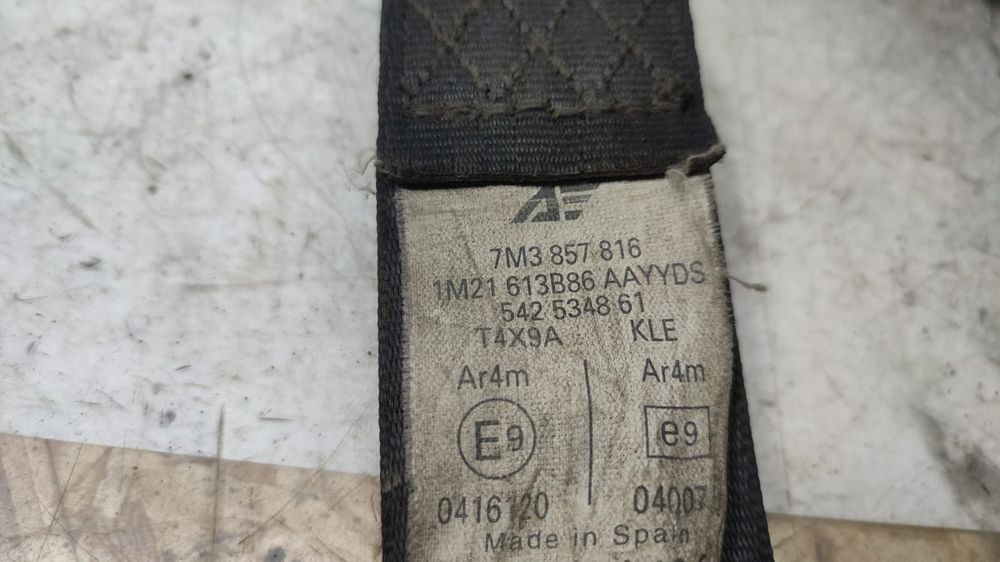 7M3 857 816
1M21 613B86 AAYYDS
542 5348 61
T4X9A KLE
Ar4m Ar4m
E9 e9
0416120 04007
Made in Spain